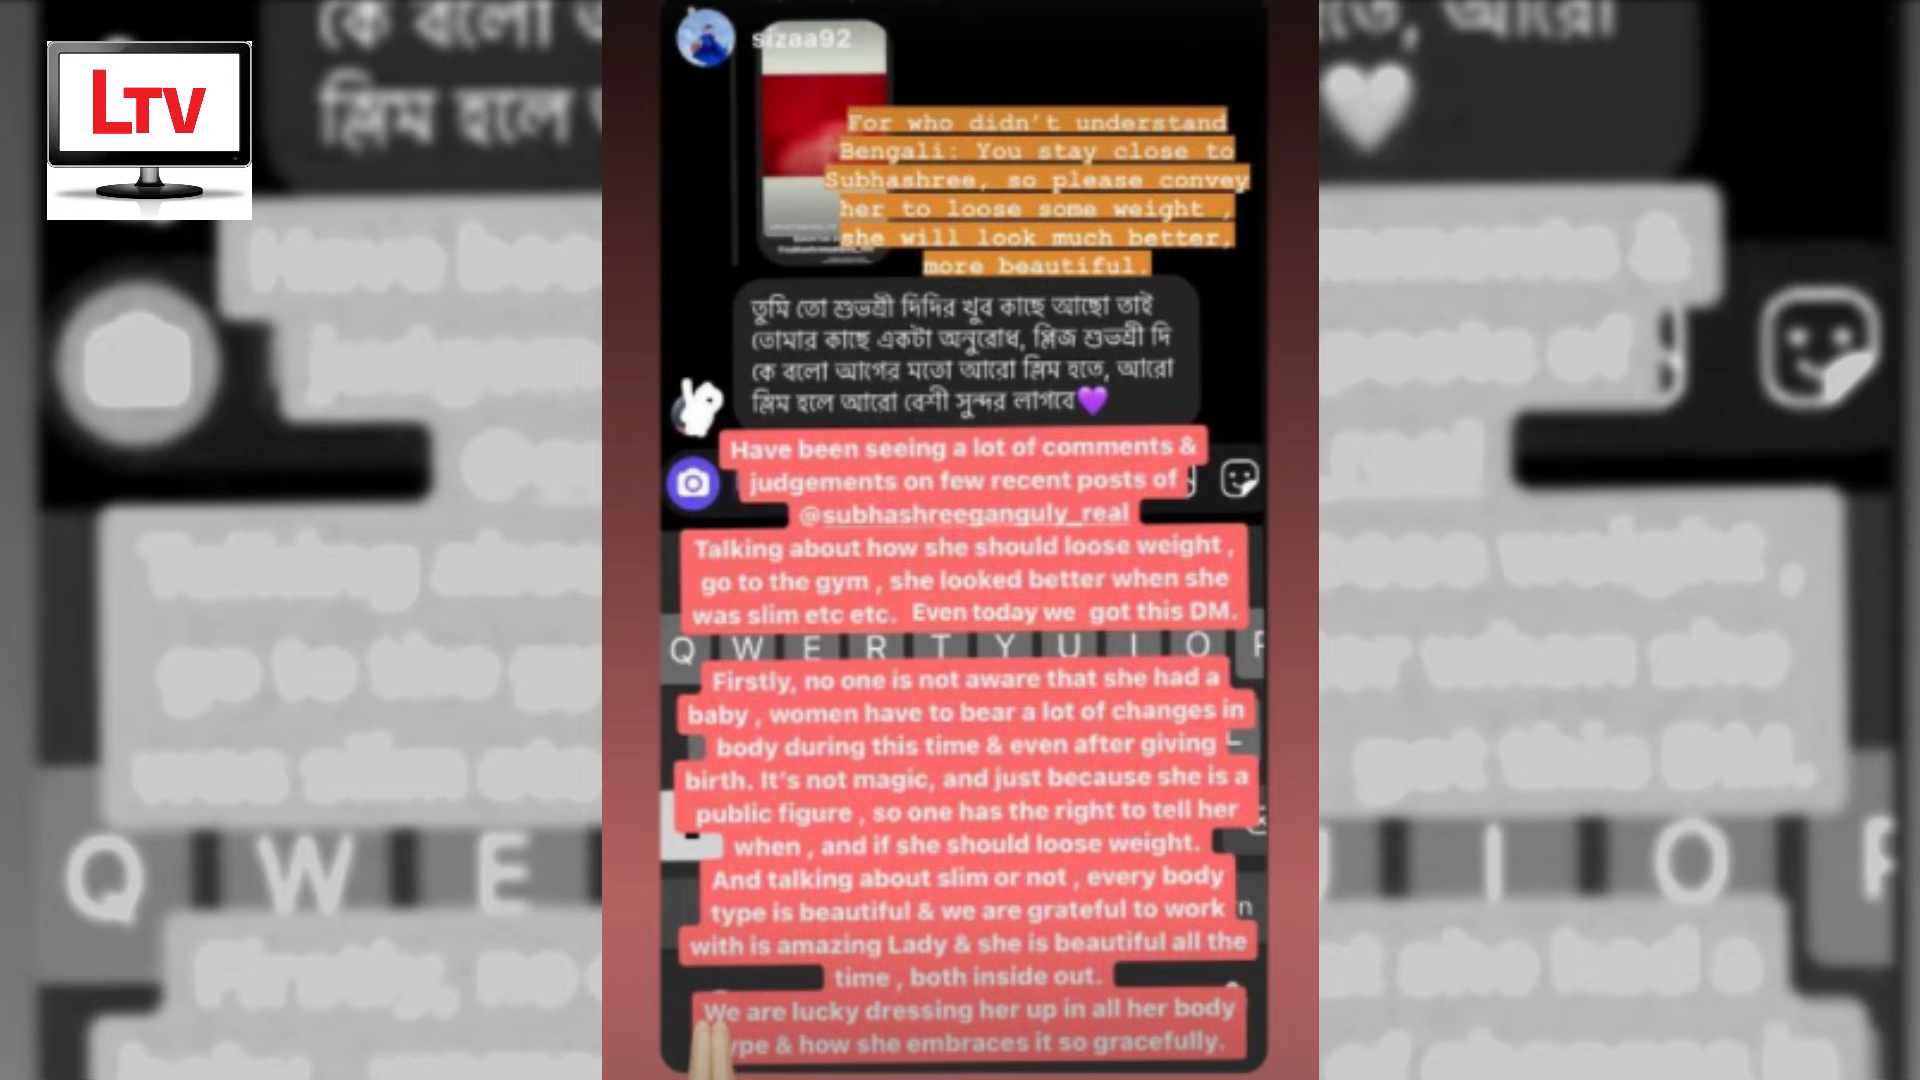 LTV
sizaa92
For who didn't understand
Bengali: You stay close to
Subhashree, so please convey
her to loose some weight ,
she will look much better,
more beautiful.
তুমি তো শুভশ্রী দিদির খুব কাছে আছো তাই
তোমার কাছে একটা অনুরোধ, প্লিজ শুভশ্রী দি
কে বলো আগের মতো আরো স্লিম হতে, আরো
স্লিম হলে আরো বেশী সুন্দর লাগবে💜
Have been seeing a lot of comments &
judgements on few recent posts of
@subhashreeganguly_real
Talking about how she should loose weight ,
go to the gym , she looked better when she
was slim etc etc. Even today we got this DM.
Q W E R T Y U I O P
Firstly, no one is not aware that she had a
baby , women have to bear a lot of changes in
body during this time & even after giving
birth. It's not magic, and just because she is a
public figure , so one has the right to tell her
when , and if she should loose weight.
And talking about slim or not , every body
type is beautiful & we are grateful to work
with is amazing Lady & she is beautiful all the
time , both inside out.
We are lucky dressing her up in all her body
ype & how she embraces it so gracefully.